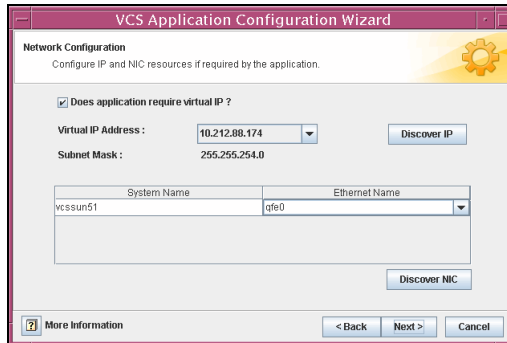 VCS Application Configuration Wizard
Network Configuration
Configure IP and NIC resources if required by the application.
Does application require virtual IP ?
Virtual IP Address : 10.212.88.174 Discover IP
Subnet Mask : 255.255.254.0
System Name Ethernet Name
vcssun51 qfe0
Discover NIC
More Information < Back Next > Cancel